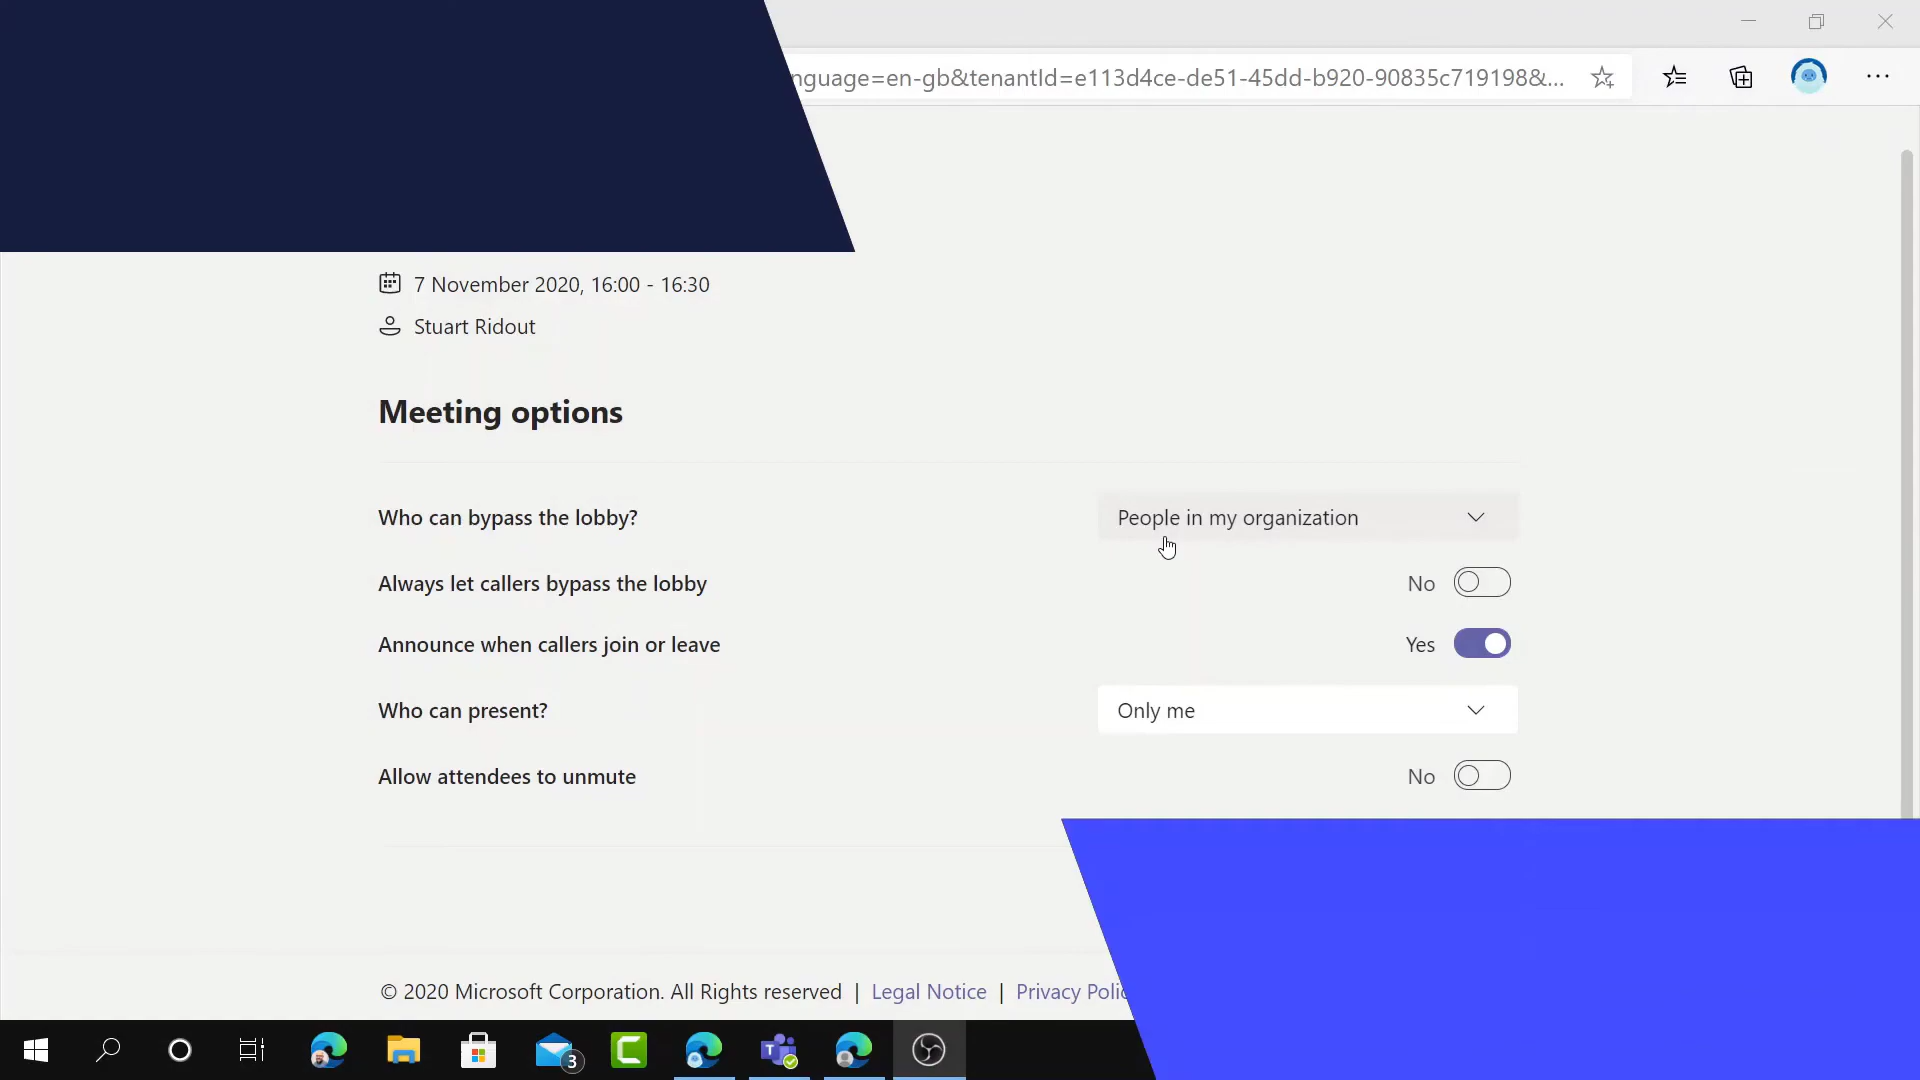 nguage=en-gb&tenantId=e113d4ce-de51-45dd-b920-90835c719198&...
7 November 2020, 16:00 - 16:30
Stuart Ridout
Meeting options
Who can bypass the lobby? People in my organization
Always let callers bypass the lobby No
Announce when callers join or leave Yes
Who can present? Only me
Allow attendees to unmute No
© 2020 Microsoft Corporation. All Rights reserved | Legal Notice | Privacy Polic
T 3